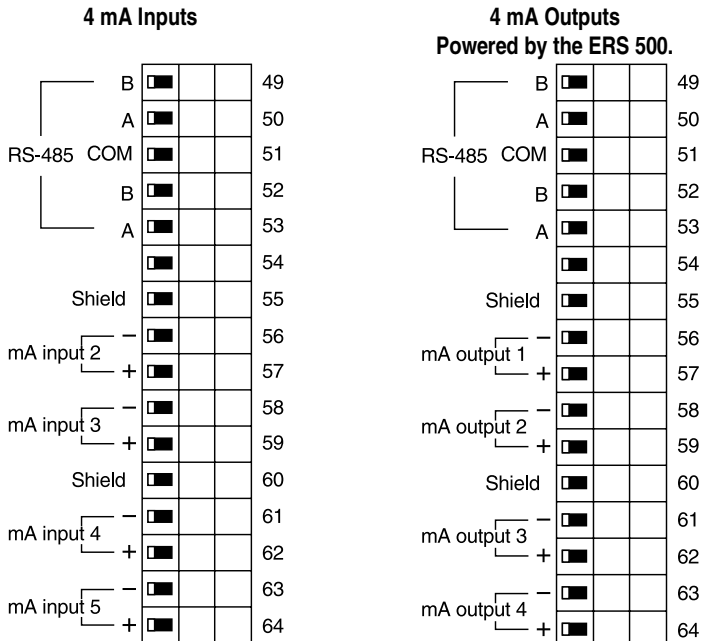 4 mA Inputs
B 49
A 50
RS-485 COM 51
B 52
A 53
54
Shield 55
mA input 2
− 56
+ 57
mA input 3
− 58
+ 59
Shield 60
mA input 4
− 61
+ 62
mA input 5
− 63
+ 64
4 mA Outputs
Powered by the ERS 500.
B 49
A 50
RS-485 COM 51
B 52
A 53
54
Shield 55
mA output 1
− 56
+ 57
mA output 2
− 58
+ 59
Shield 60
mA output 3
− 61
+ 62
mA output 4
− 63
+ 64